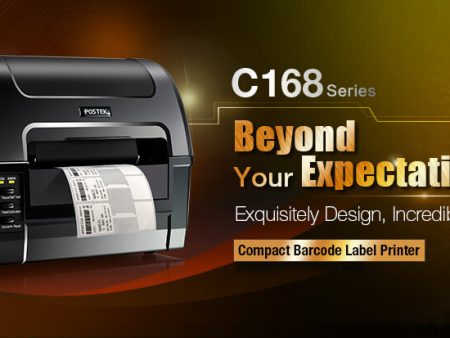 C168 Series
Beyond
Your Expectati
Exquisitely Design, Incredib
Compact Barcode Label Printer
POSTEK